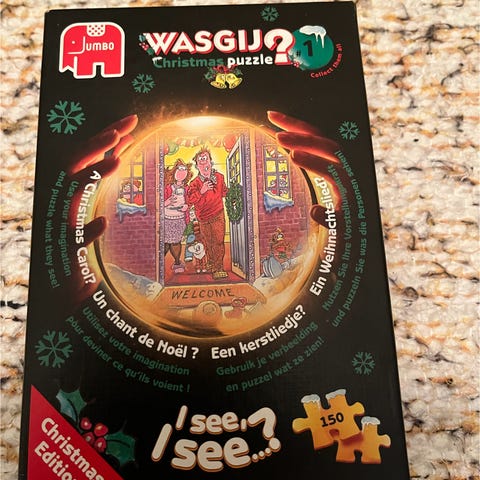 JUMBO
WASGIJ?
Christmas puzzle
#1
Collect them all
A Christmas Carol?
Use your imagination
and puzzle what they see!
Un chant de Noël ?
Utilisez votre imagination
pour deviner ce qu'ils voient !
Een kerstliedje?
Gebruik je verbeelding
en puzzel wat ze zien!
Ein Weihnachtslied?
Nutzen Sie Ihre Vorstellungskraft
und puzzeln Sie was die Personen sehen!
WELCOME
I see,
I see...?
150
Christmas
Edition